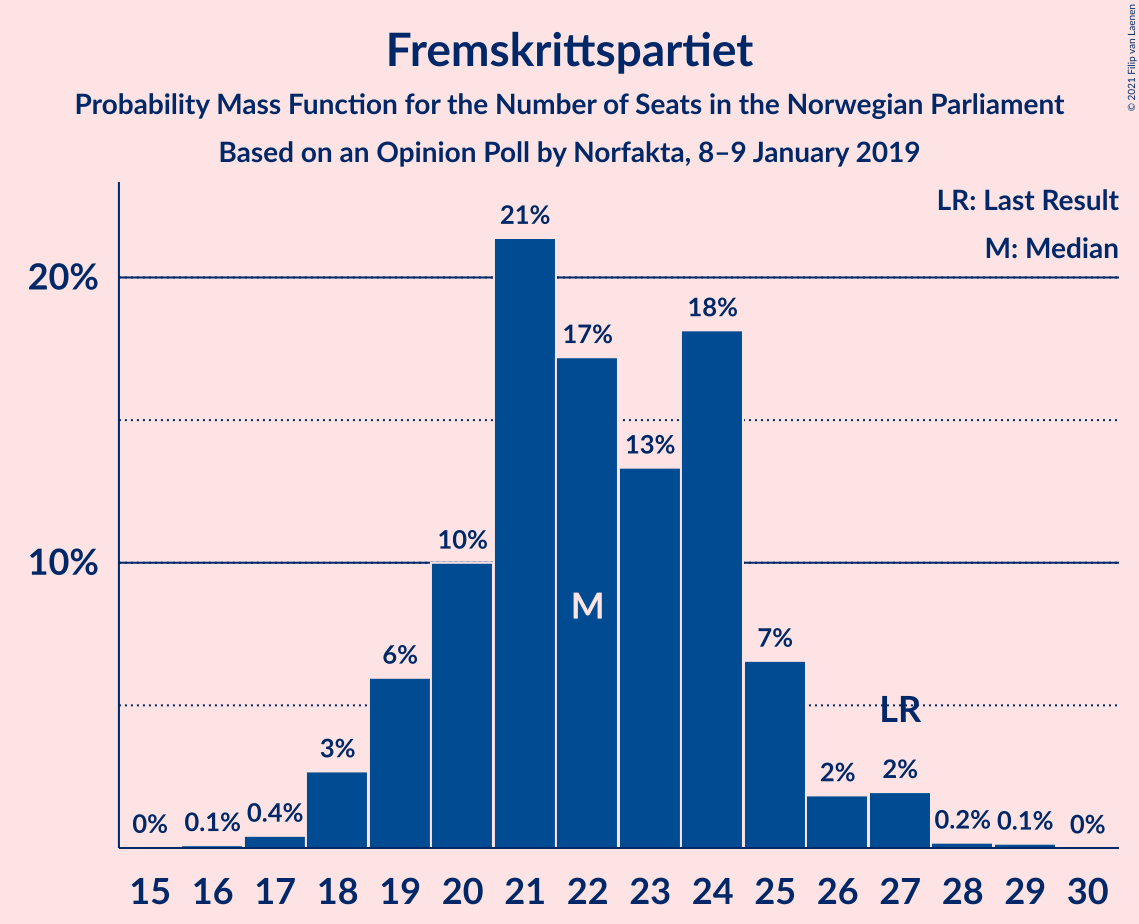 Fremskrittspartiet
Probability Mass Function for the Number of Seats in the Norwegian Parliament
Based on an Opinion Poll by Norfakta, 8–9 January 2019
© 2021 Filip van Laenen
LR: Last Result
M: Median
20%
10%
0% 0.1% 0.4% 3% 6% 10% 21% 17% 13% 18% 7% 2% 2% 0.2% 0.1% 0%
M
LR
15 16 17 18 19 20 21 22 23 24 25 26 27 28 29 30